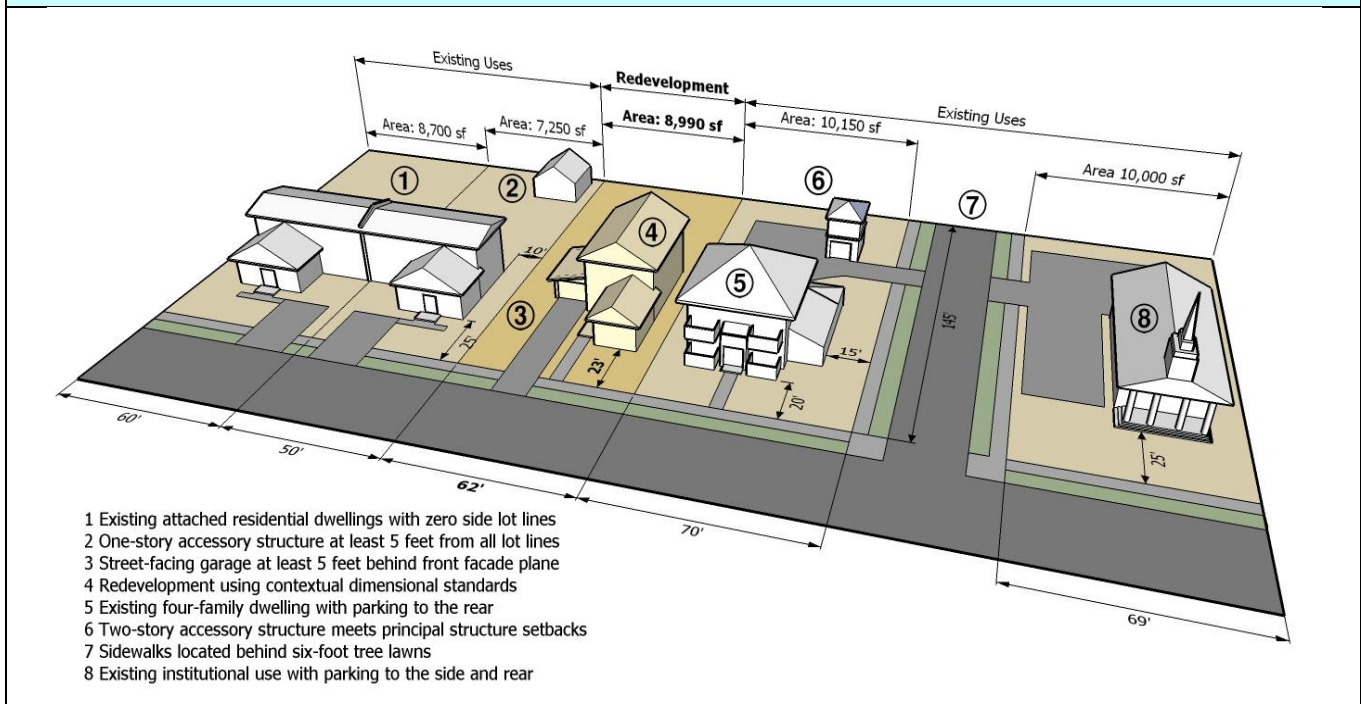 Existing Uses
Redevelopment
Existing Uses
Area: 8,700 sf
Area: 7,250 sf
Area: 8,990 sf
Area: 10,150 sf
Area 10,000 sf
1
2
3
4
5
6
7
8
10'
25'
23'
15'
20'
145'
25'
60'
50'
62'
70'
69'
1 Existing attached residential dwellings with zero side lot lines
2 One-story accessory structure at least 5 feet from all lot lines
3 Street-facing garage at least 5 feet behind front facade plane
4 Redevelopment using contextual dimensional standards
5 Existing four-family dwelling with parking to the rear
6 Two-story accessory structure meets principal structure setbacks
7 Sidewalks located behind six-foot tree lawns
8 Existing institutional use with parking to the side and rear